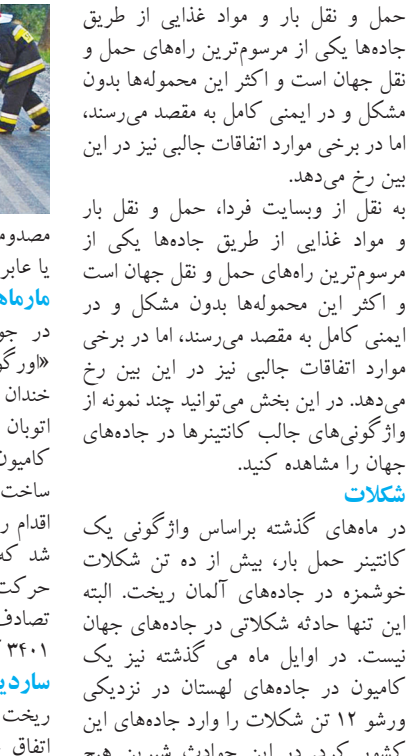 حمل و نقل بار و مواد غذایی از طریق
جاده‌ها یکی از مرسوم‌ترین راه‌های حمل و
نقل جهان است و اکثر این محموله‌ها بدون
مشکل و در ایمنی کامل به مقصد می‌رسند،
اما در برخی موارد اتفاقات جالبی نیز در این
بین رخ می‌دهد.
به نقل از وبسایت فردا، حمل و نقل بار
و مواد غذایی از طریق جاده‌ها یکی از
مرسوم‌ترین راه‌های حمل و نقل جهان است
و اکثر این محموله‌ها بدون مشکل و در
ایمنی کامل به مقصد می‌رسند، اما در برخی
موارد اتفاقات جالبی نیز در این بین رخ
می‌دهد. در این بخش می‌توانید چند نمونه از
واژگونی‌های جالب کانتینرها در جاده‌های
جهان را مشاهده کنید.
شکلات
در ماه‌های گذشته براساس واژگونی یک
کانتینر حمل بار، بیش از ده تن شکلات
خوشمزه در جاده‌های آلمان ریخت. البته
این تنها حادثه شکلاتی در جاده‌های جهان
نیست. در اوایل ماه می گذشته نیز یک
کامیون در جاده‌های لهستان در نزدیکی
ورشو ۱۲ تن شکلات را وارد جاده‌های این
کشور کرد. در این حوادث شیرین هیچ
یا عابر
در
خندان
اتوبان
کامیون
ساخت
اقدام
شد که
تصادف
۳۴۰۱
ریخت
اتفاق